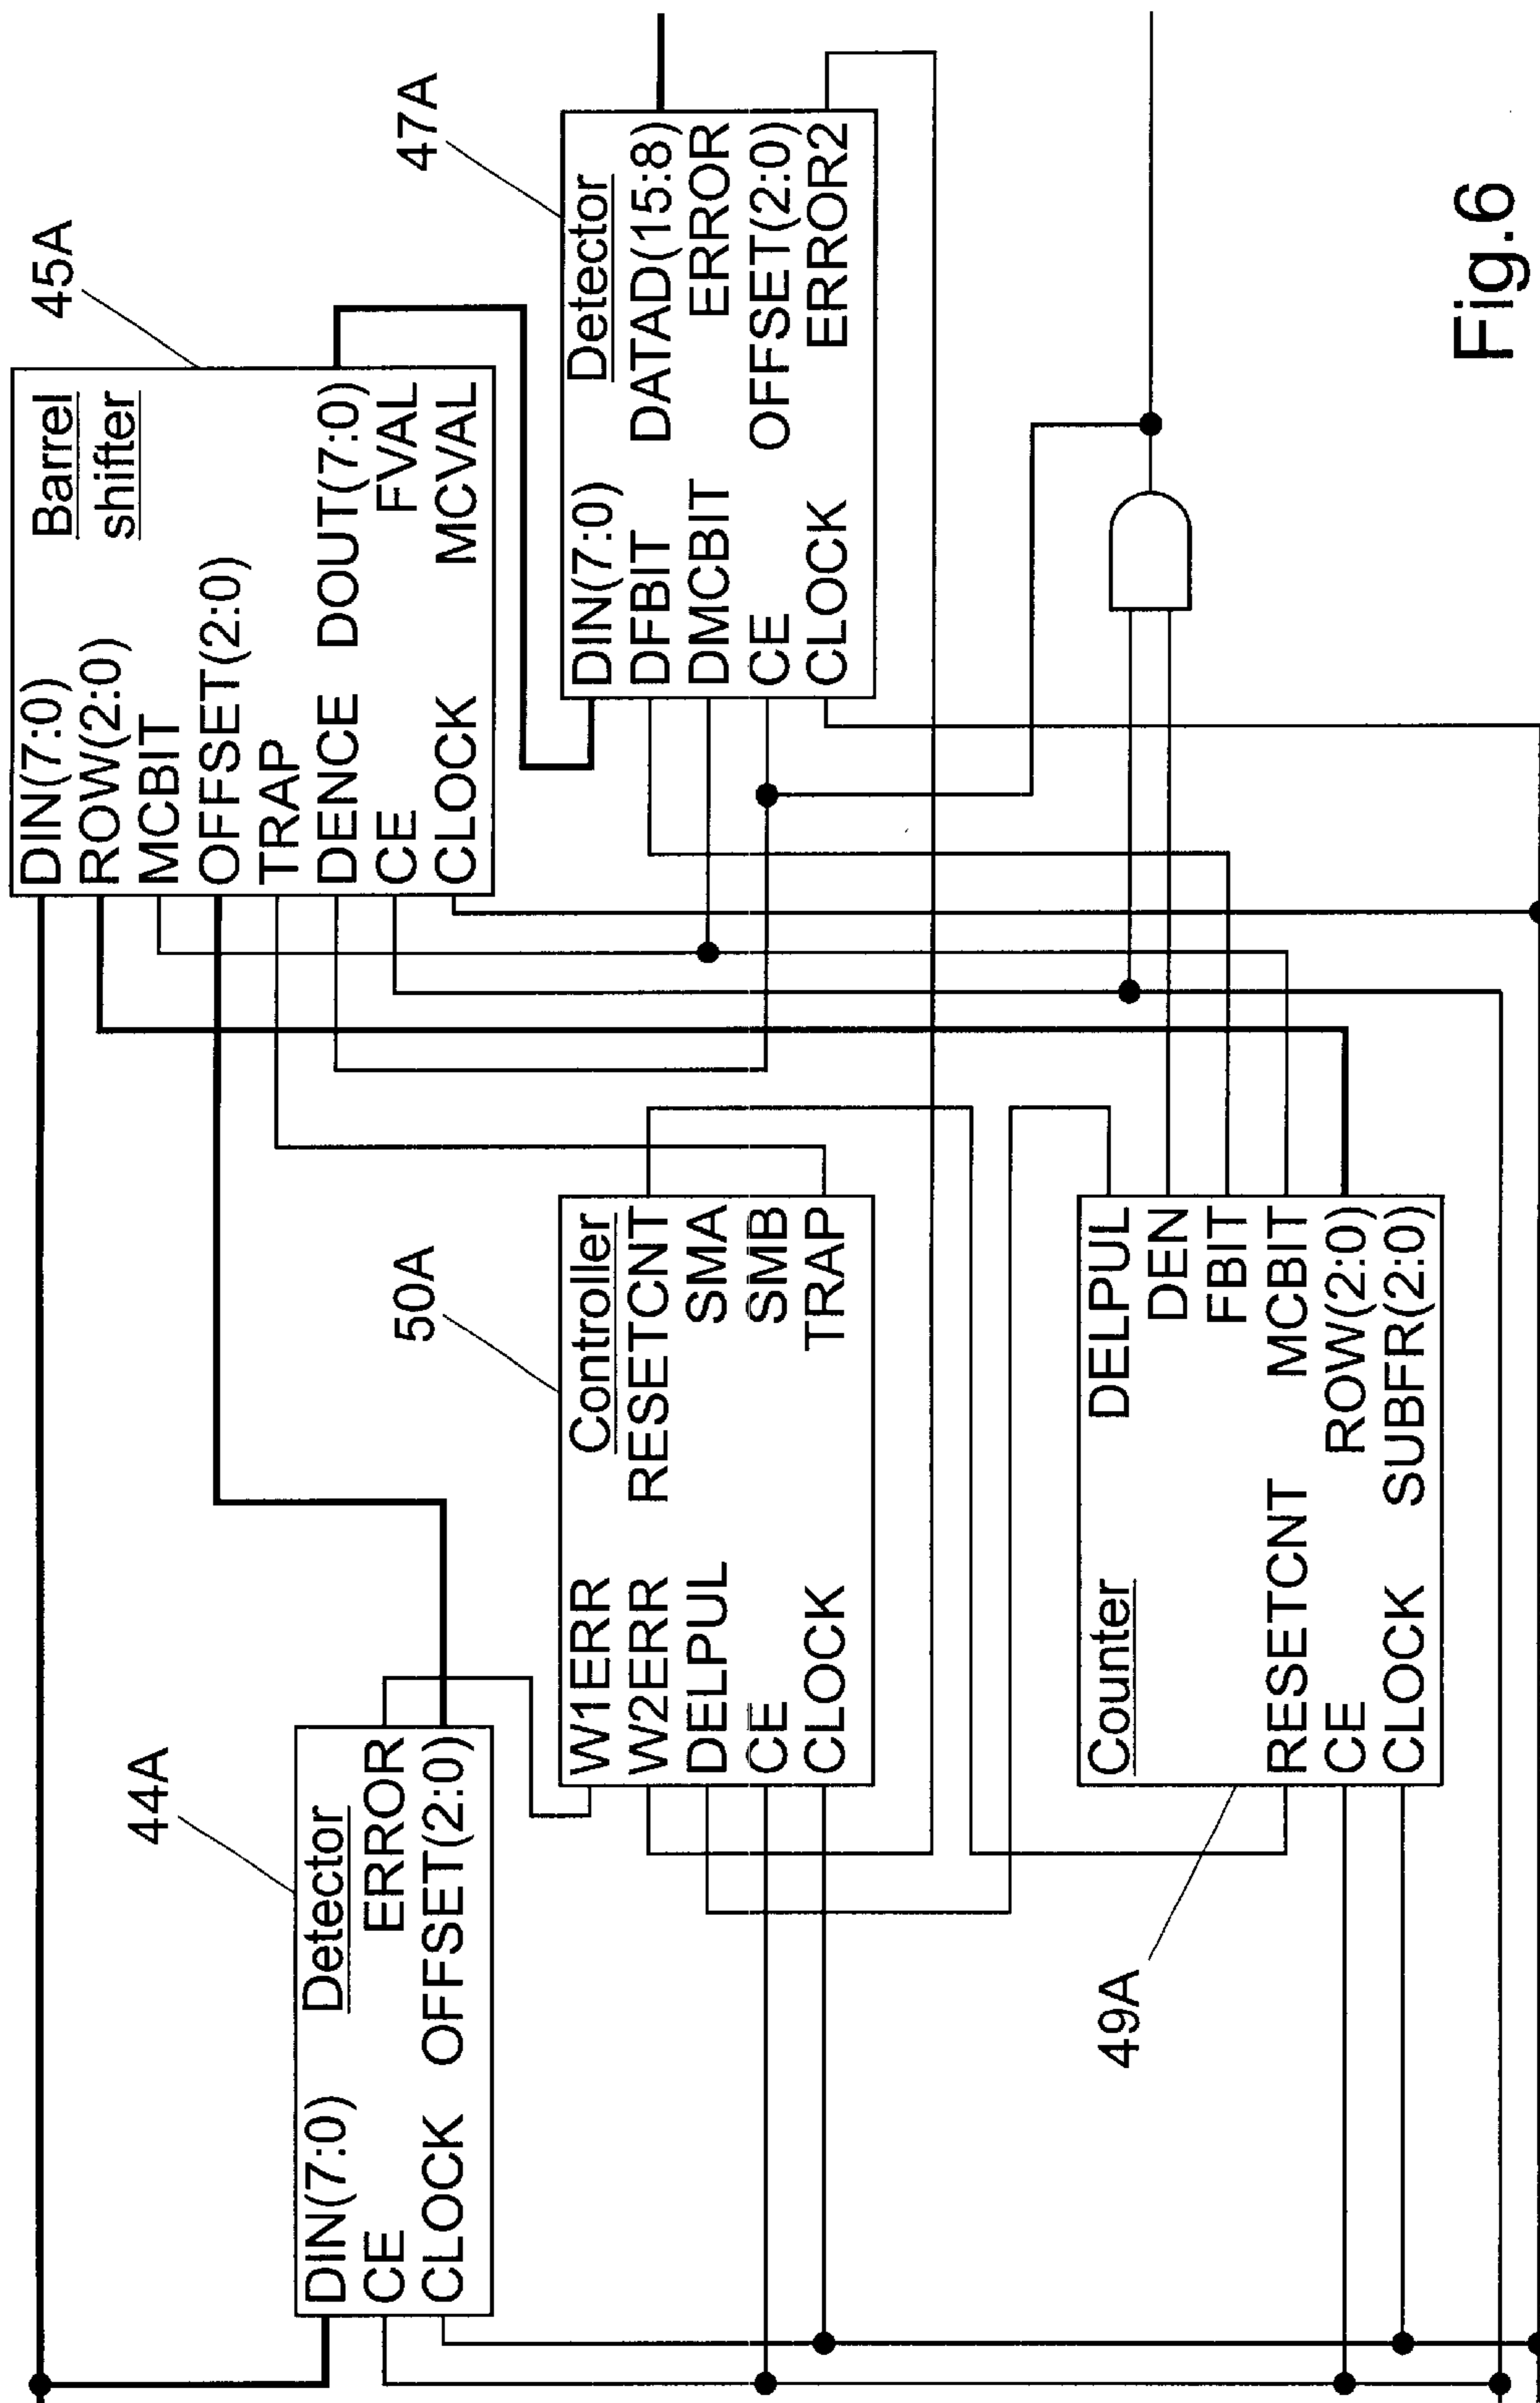 45A
Barrel
shifter
DIN(7:0)
ROW(2:0)
MCBIT
OFFSET(2:0)
TRAP
DENCE DOUT(7:0)
CE FVAL
CLOCK MCVAL
44A
Detector
DIN(7:0)
CE ERROR
CLOCK OFFSET(2:0)
47A
Detector
DIN(7:0)
DFBIT DATAD(15:8)
DMCBIT ERROR
CE OFFSET(2:0)
CLOCK ERROR2
50A
W1ERR Controller
W2ERR RESETCNT
DELPUL SMA
CE SMB
CLOCK TRAP
49A
Counter DELPUL
DEN
FBIT
RESETCNT MCBIT
CE ROW(2:0)
CLOCK SUBFR(2:0)
Fig.6